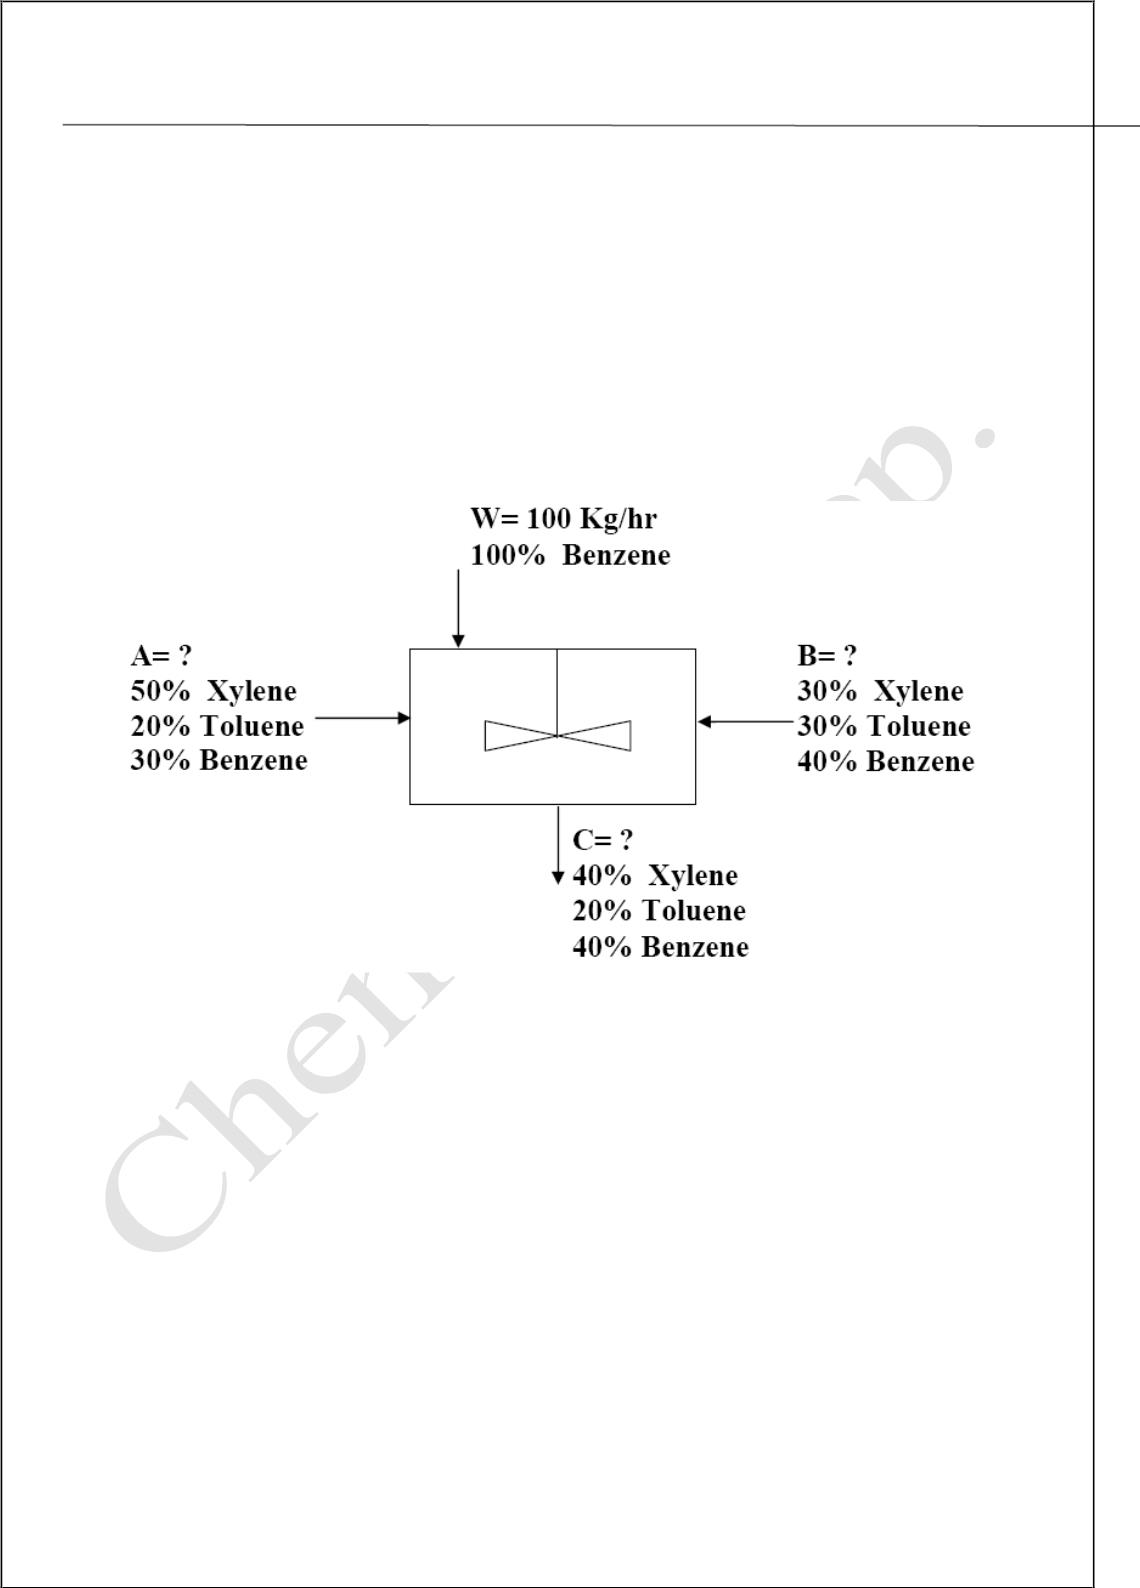 W= 100 Kg/hr
100% Benzene
A= ?
50% Xylene
20% Toluene
30% Benzene
B= ?
30% Xylene
30% Toluene
40% Benzene
C= ?
40% Xylene
20% Toluene
40% Benzene